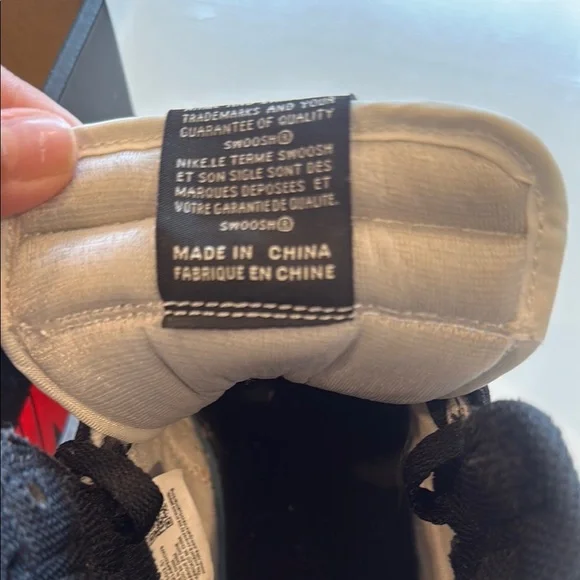 TRADEMARKS AND YOUR
GUARANTEE OF QUALITY
SWOOSH®
NIKE.LE TERME SWOOSH
ET SON SIGLE SONT DES
MARQUES DEPOSEES ET
VOTRE GARANTIE DE QUALITE.
SWOOSH®
MADE IN CHINA
FABRIQUE EN CHINE